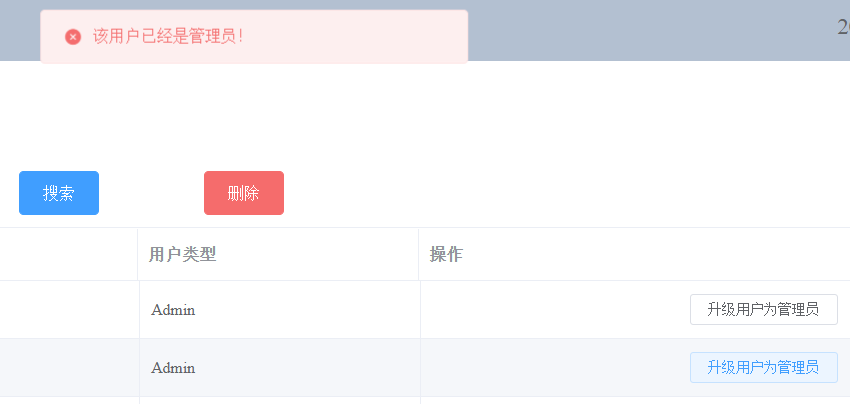 该用户已经是管理员！
搜索
删除
用户类型
操作
Admin
升级用户为管理员
Admin
升级用户为管理员